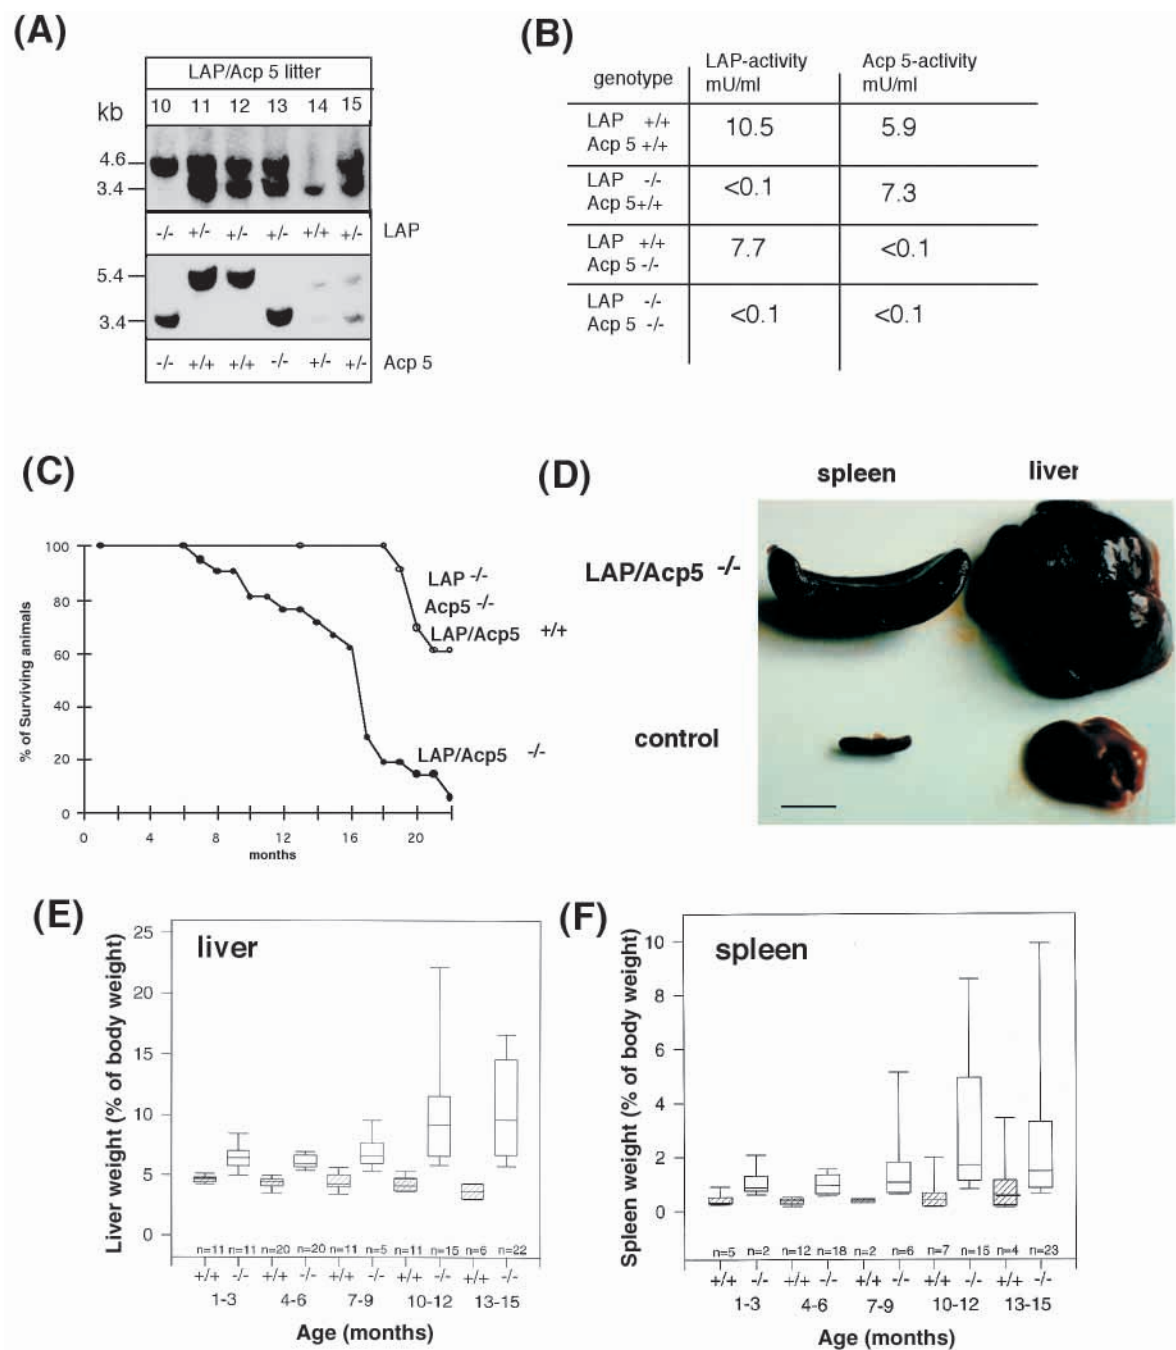 (A)
LAP/Acp 5 litter
kb 10 11 12 13 14 15
4.6
3.4
-/- +/- +/- +/- +/+ +/- LAP
5.4
3.4
-/- +/+ +/+ -/- +/- +/- Acp 5
(B)
genotype LAP-activity mU/ml Acp 5-activity mU/ml
LAP +/+
Acp 5 +/+
10.5 5.9
LAP -/-
Acp 5+/+
<0.1 7.3
LAP +/+
Acp 5 -/-
7.7 <0.1
LAP -/-
Acp 5 -/-
<0.1 <0.1
(C)
% of Surviving animals
100
80
60
40
20
0
0 4 8 12 16 20
months
LAP -/-
Acp5 -/-
LAP/Acp5 +/+
LAP/Acp5 -/-
(D)
spleen liver
LAP/Acp5 -/-
control
(E)
liver
Liver weight (% of body weight)
25
20
15
10
5
0
n=11 n=11 n=20 n=20 n=11 n=5 n=11 n=15 n=6 n=22
+/+ -/- +/+ -/- +/+ -/- +/+ -/- +/+ -/-
1-3 4-6 7-9 10-12 13-15
Age (months)
(F)
spleen
Spleen weight (% of body weight)
10
8
6
4
2
0
n=5 n=2 n=12 n=18 n=2 n=6 n=7 n=15 n=4 n=23
+/+ -/- +/+ -/- +/+ -/- +/+ -/- +/+ -/-
1-3 4-6 7-9 10-12 13-15
Age (months)